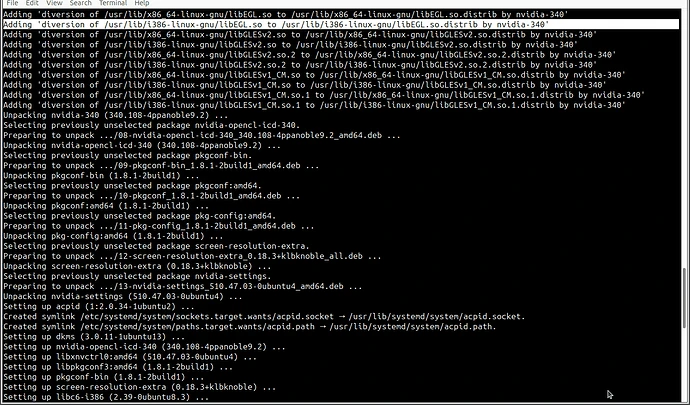 File Edit View Search Terminal Help
Adding 'diversion of /usr/lib/x86_64-linux-gnu/libEGL.so to /usr/lib/x86_64-linux-gnu/libEGL.so.distrib by nvidia-340'
Adding 'diversion of /usr/lib/i386-linux-gnu/libEGL.so to /usr/lib/i386-linux-gnu/libEGL.so.distrib by nvidia-340'
Adding 'diversion of /usr/lib/x86_64-linux-gnu/libGLESv2.so to /usr/lib/x86_64-linux-gnu/libGLESv2.so.distrib by nvidia-340'
Adding 'diversion of /usr/lib/i386-linux-gnu/libGLESv2.so to /usr/lib/i386-linux-gnu/libGLESv2.so.distrib by nvidia-340'
Adding 'diversion of /usr/lib/x86_64-linux-gnu/libGLESv2.so.2 to /usr/lib/x86_64-linux-gnu/libGLESv2.so.2.distrib by nvidia-340'
Adding 'diversion of /usr/lib/i386-linux-gnu/libGLESv2.so.2 to /usr/lib/i386-linux-gnu/libGLESv2.so.2.distrib by nvidia-340'
Adding 'diversion of /usr/lib/x86_64-linux-gnu/libGLESv1_CM.so to /usr/lib/x86_64-linux-gnu/libGLESv1_CM.so.distrib by nvidia-340'
Adding 'diversion of /usr/lib/i386-linux-gnu/libGLESv1_CM.so to /usr/lib/i386-linux-gnu/libGLESv1_CM.so.distrib by nvidia-340'
Adding 'diversion of /usr/lib/x86_64-linux-gnu/libGLESv1_CM.so.1 to /usr/lib/x86_64-linux-gnu/libGLESv1_CM.so.1.distrib by nvidia-340'
Adding 'diversion of /usr/lib/i386-linux-gnu/libGLESv1_CM.so.1 to /usr/lib/i386-linux-gnu/libGLESv1_CM.so.1.distrib by nvidia-340'
Unpacking nvidia-340 (340.108-4ppanoble9.2) ...
Selecting previously unselected package nvidia-opencl-icd-340.
Preparing to unpack .../08-nvidia-opencl-icd-340_340.108-4ppanoble9.2_amd64.deb ...
Unpacking nvidia-opencl-icd-340 (340.108-4ppanoble9.2) ...
Selecting previously unselected package pkgconf-bin.
Preparing to unpack .../09-pkgconf-bin_1.8.1-2build1_amd64.deb ...
Unpacking pkgconf-bin (1.8.1-2build1) ...
Selecting previously unselected package pkgconf:amd64.
Preparing to unpack .../10-pkgconf_1.8.1-2build1_amd64.deb ...
Unpacking pkgconf:amd64 (1.8.1-2build1) ...
Selecting previously unselected package pkg-config:amd64.
Preparing to unpack .../11-pkg-config_1.8.1-2build1_amd64.deb ...
Unpacking pkg-config:amd64 (1.8.1-2build1) ...
Selecting previously unselected package screen-resolution-extra.
Preparing to unpack .../12-screen-resolution-extra_0.18.3+klbknoble_all.deb ...
Unpacking screen-resolution-extra (0.18.3+klbknoble) ...
Selecting previously unselected package nvidia-settings.
Preparing to unpack .../13-nvidia-settings_510.47.03-0ubuntu4_amd64.deb ...
Unpacking nvidia-settings (510.47.03-0ubuntu4) ...
Setting up acpid (1:2.0.34-1ubuntu2) ...
Created symlink /etc/systemd/system/sockets.target.wants/acpid.socket → /usr/lib/systemd/system/acpid.socket.
Created symlink /etc/systemd/system/paths.target.wants/acpid.path → /usr/lib/systemd/system/acpid.path.
Setting up dkms (3.0.11-1ubuntu13) ...
Setting up nvidia-opencl-icd-340 (340.108-4ppanoble9.2) ...
Setting up libxnvctrl0:amd64 (510.47.03-0ubuntu4) ...
Setting up libpkgconf3:amd64 (1.8.1-2build1) ...
Setting up pkgconf-bin (1.8.1-2build1) ...
Setting up screen-resolution-extra (0.18.3+klbknoble) ...
Setting up libc6-i386 (2.39-0ubuntu8.3) ...